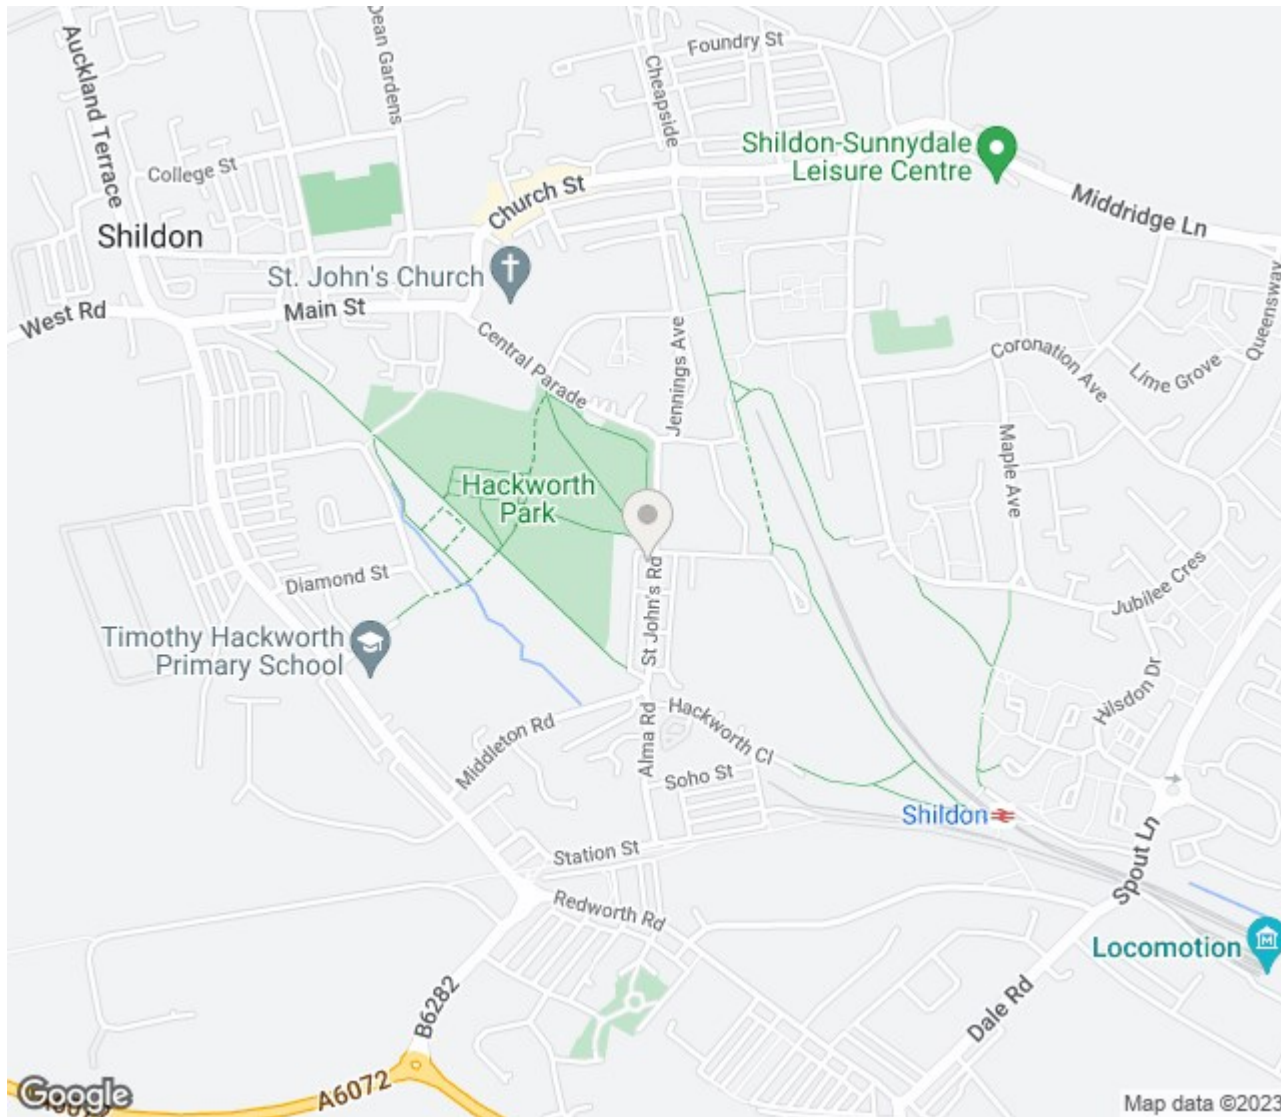 Auckland Terrace
Dean Gardens
Foundry St
Cheapside
College St
Shildon-Sunnydale
Leisure Centre
Church St
Middridge Ln
Shildon
St. John's Church
Queensway
West Rd
Main St
Central Parade
Jennings Ave
Coronation Ave
Lime Grove
Maple Ave
Hackworth
Park
Diamond St
St John's Rd
Jubilee Cres
Timothy Hackworth
Primary School
Hilsdon Dr
Middleton Rd
Alma Rd
Hackworth Cl
Soho St
Shildon
Station St
Spout Ln
Redworth Rd
Locomotion
B6282
Dale Rd
A6072
Google
Map data ©2023